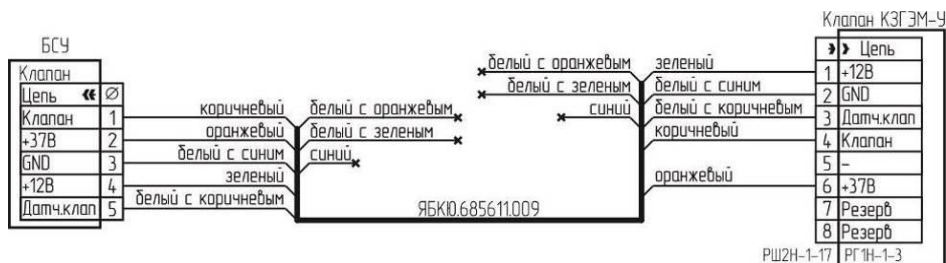 Клапан КЗГЭМ-У
БСУ
Клапан
Цепь Ø
Клапан 1
+37В 2
GND 3
+12В 4
Датч.клап 5
коричневый
оранжевый
белый с синим
зеленый
белый с коричневым
белый с оранжевым
белый с зеленым
синий
ЯБКЮ.685611.009
белый с оранжевым
белый с зеленым
синий
зеленый
белый с синим
белый с коричневым
коричневый
оранжевый
Цепь
1 +12В
2 GND
3 Датч.клап
4 Клапан
5 -
6 +37В
7 Резерв
8 Резерв
РШ2Н-1-17 РГ1Н-1-3